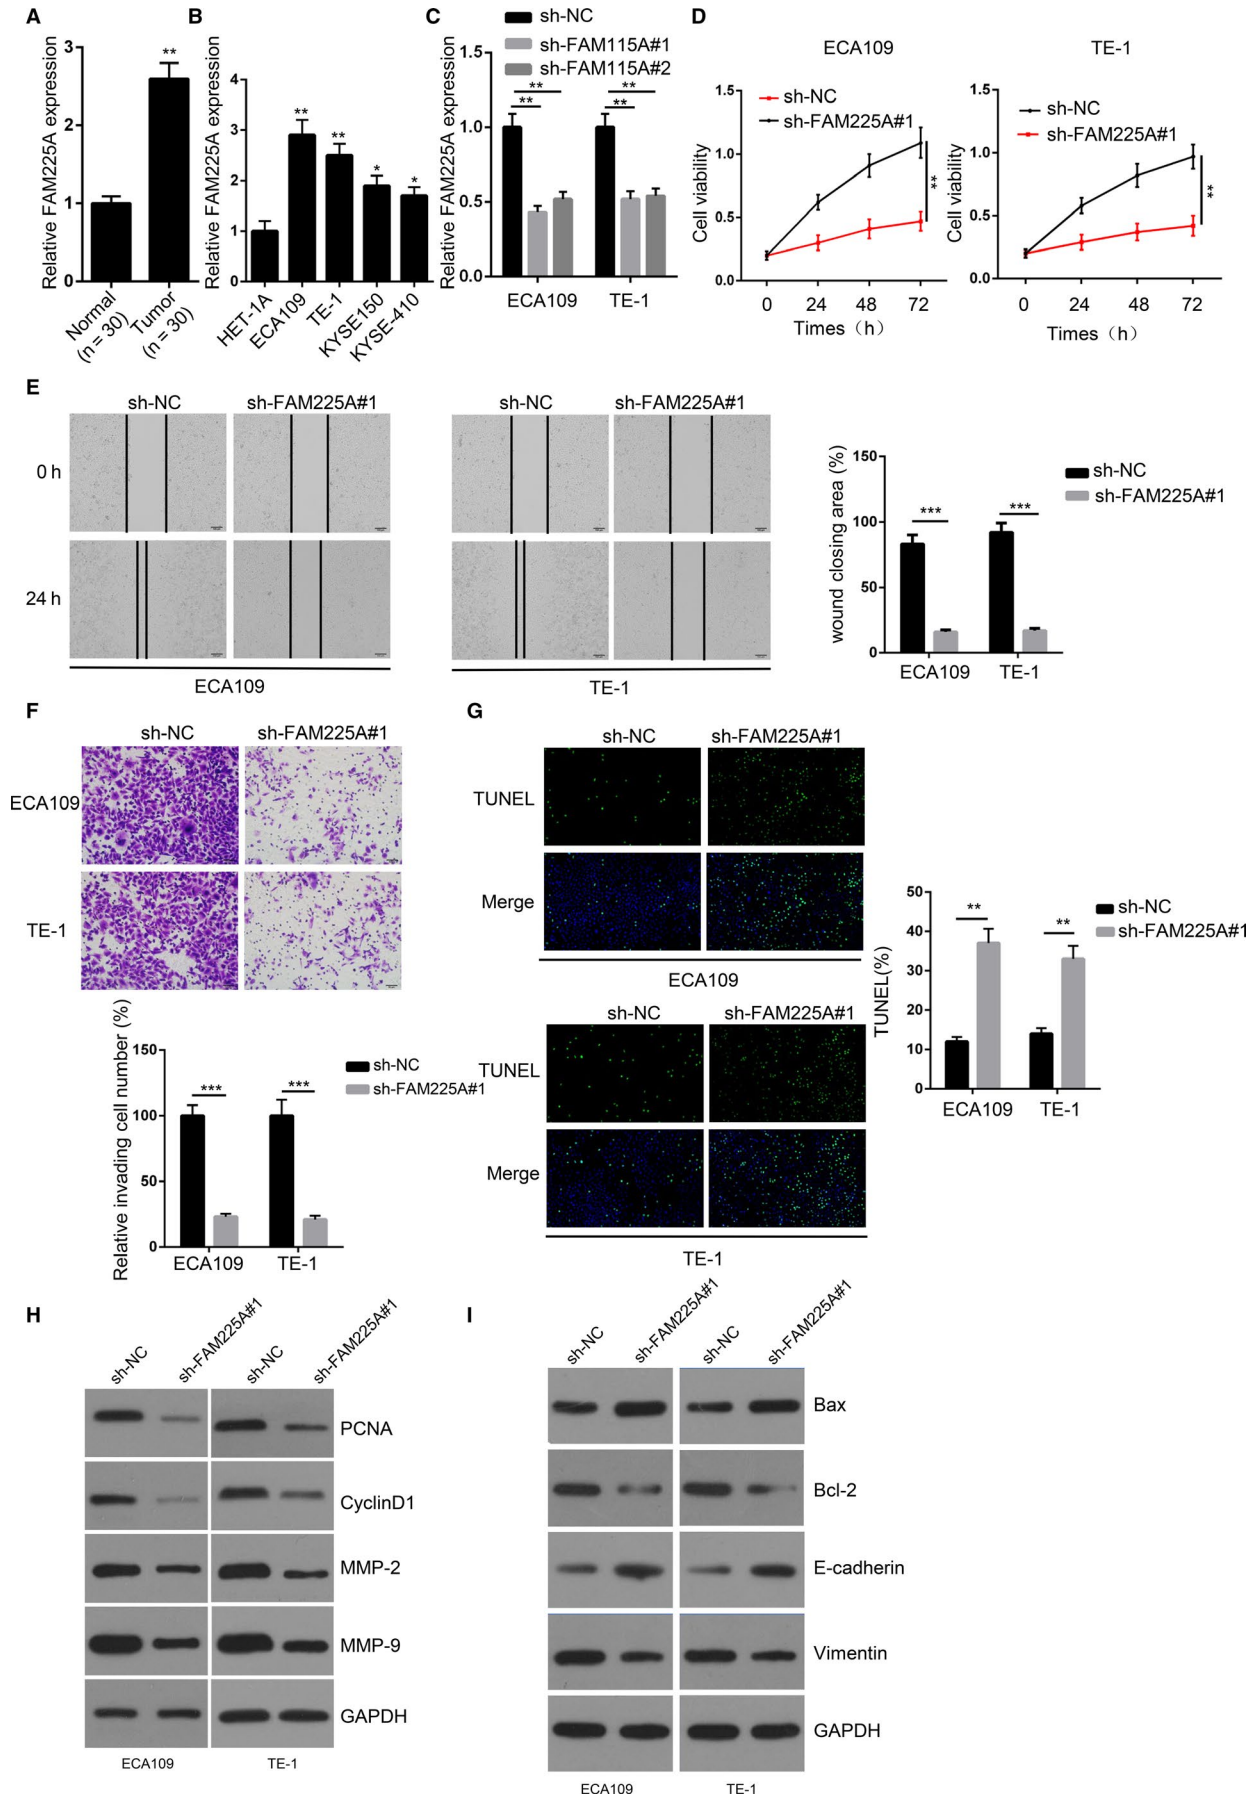 A
Relative FAM225A expression
3
2
1
0
**
Normal
(n = 30)
Tumor
(n = 30)
B
Relative FAM225A expression
4
3
2
1
0
**
**
*
*
HET-1A
ECA109
TE-1
KYSE150
KYSE-410
C
sh-NC
sh-FAM115A#1
sh-FAM115A#2
Relative FAM225A expression
1.5
1.0
0.5
0.0
**
**
**
**
ECA109
TE-1
D
ECA109
Cell viability
1.5
1.0
0.5
0.0
sh-NC
sh-FAM225A#1
**
0 24 48 72
Times（h）
TE-1
Cell viability
1.5
1.0
0.5
0.0
sh-NC
sh-FAM225A#1
**
0 24 48 72
Times（h）
E
sh-NC sh-FAM225A#1
0 h
24 h
ECA109
sh-NC sh-FAM225A#1
TE-1
wound closing area (%)
150
100
50
0
***
***
sh-NC
sh-FAM225A#1
ECA109 TE-1
F
sh-NC sh-FAM225A#1
ECA109
TE-1
Relative invading cell number (%)
150
100
50
0
***
***
sh-NC
sh-FAM225A#1
ECA109 TE-1
G
sh-NC sh-FAM225A#1
TUNEL
Merge
ECA109
sh-NC sh-FAM225A#1
TUNEL
Merge
TE-1
TUNEL(%)
50
40
30
20
10
0
**
**
sh-NC
sh-FAM225A#1
ECA109 TE-1
H
sh-NC sh-FAM225A#1 sh-NC sh-FAM225A#1
PCNA
CyclinD1
MMP-2
MMP-9
GAPDH
ECA109 TE-1
I
sh-NC sh-FAM225A#1 sh-NC sh-FAM225A#1
Bax
Bcl-2
E-cadherin
Vimentin
GAPDH
ECA109 TE-1